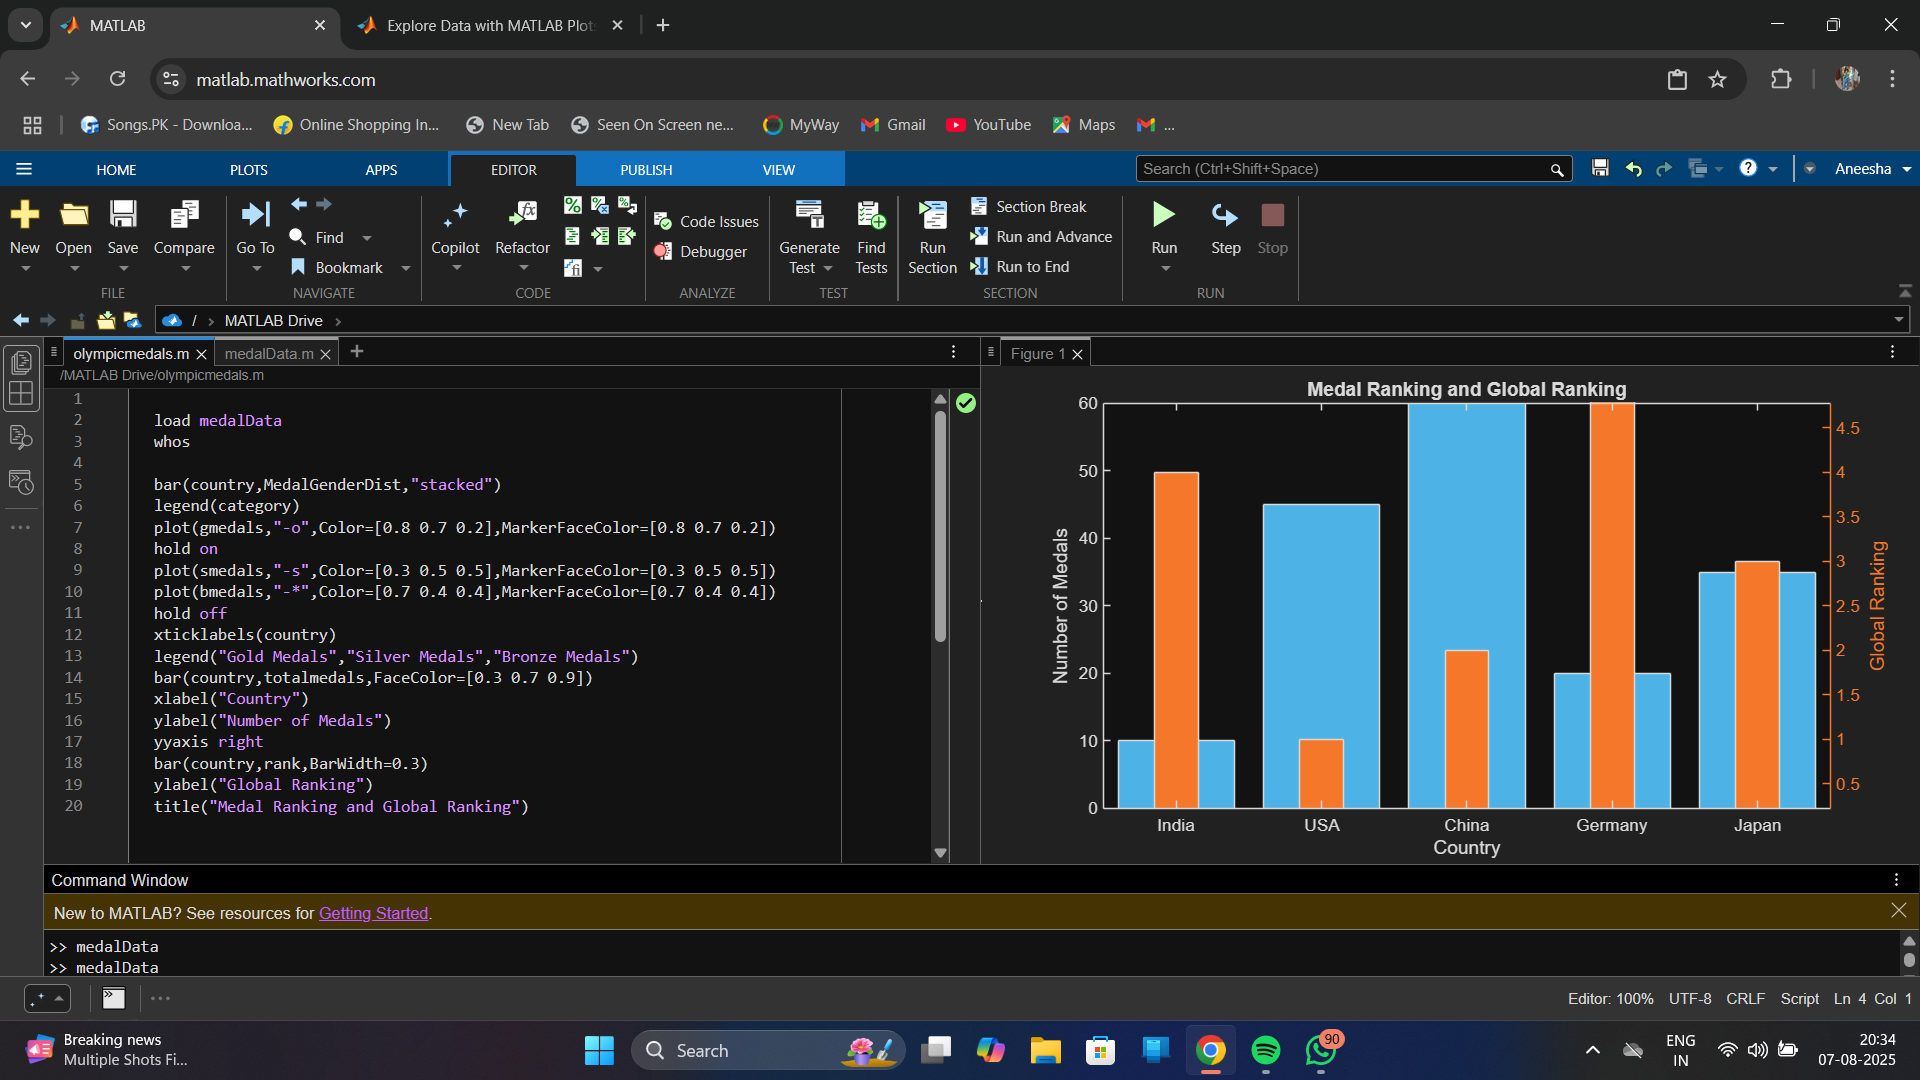 MATLAB
Explore Data with MATLAB Plot
matlab.mathworks.com
Songs.PK - Downloa...
Online Shopping In...
New Tab
Seen On Screen ne...
MyWay
Gmail
YouTube
Maps
...
HOME
PLOTS
APPS
EDITOR
PUBLISH
VIEW
Search (Ctrl+Shift+Space)
Aneesha
New
Open
Save
Compare
FILE
Go To
Find
Bookmark
NAVIGATE
Copilot
Refactor
CODE
Code Issues
Debugger
ANALYZE
Generate
Test
Find
Tests
TEST
Run
Section
Section Break
Run and Advance
Run to End
SECTION
Run
Step
Stop
RUN
/ › MATLAB Drive ›
olympicmedals.m
medalData.m
/MATLAB Drive/olympicmedals.m
1
2 load medalData
3 whos
4
5 bar(country,MedalGenderDist,"stacked")
6 legend(category)
7 plot(gmedals,"-o",Color=[0.8 0.7 0.2],MarkerFaceColor=[0.8 0.7 0.2])
8 hold on
9 plot(smedals,"-s",Color=[0.3 0.5 0.5],MarkerFaceColor=[0.3 0.5 0.5])
10 plot(bmedals,"-*",Color=[0.7 0.4 0.4],MarkerFaceColor=[0.7 0.4 0.4])
11 hold off
12 xticklabels(country)
13 legend("Gold Medals","Silver Medals","Bronze Medals")
14 bar(country,totalmedals,FaceColor=[0.3 0.7 0.9])
15 xlabel("Country")
16 ylabel("Number of Medals")
17 yyaxis right
18 bar(country,rank,BarWidth=0.3)
19 ylabel("Global Ranking")
20 title("Medal Ranking and Global Ranking")
Figure 1
Medal Ranking and Global Ranking
Number of Medals
60
50
40
30
20
10
0
4.5
4
3.5
3
2.5
2
1.5
1
0.5
Global Ranking
India
USA
China
Germany
Japan
Country
Command Window
New to MATLAB? See resources for Getting Started.
>> medalData
>> medalData
Editor: 100%
UTF-8
CRLF
Script
Ln 4 Col 1
Breaking news
Multiple Shots Fi...
Search
90
ENG
IN
20:34
07-08-2025